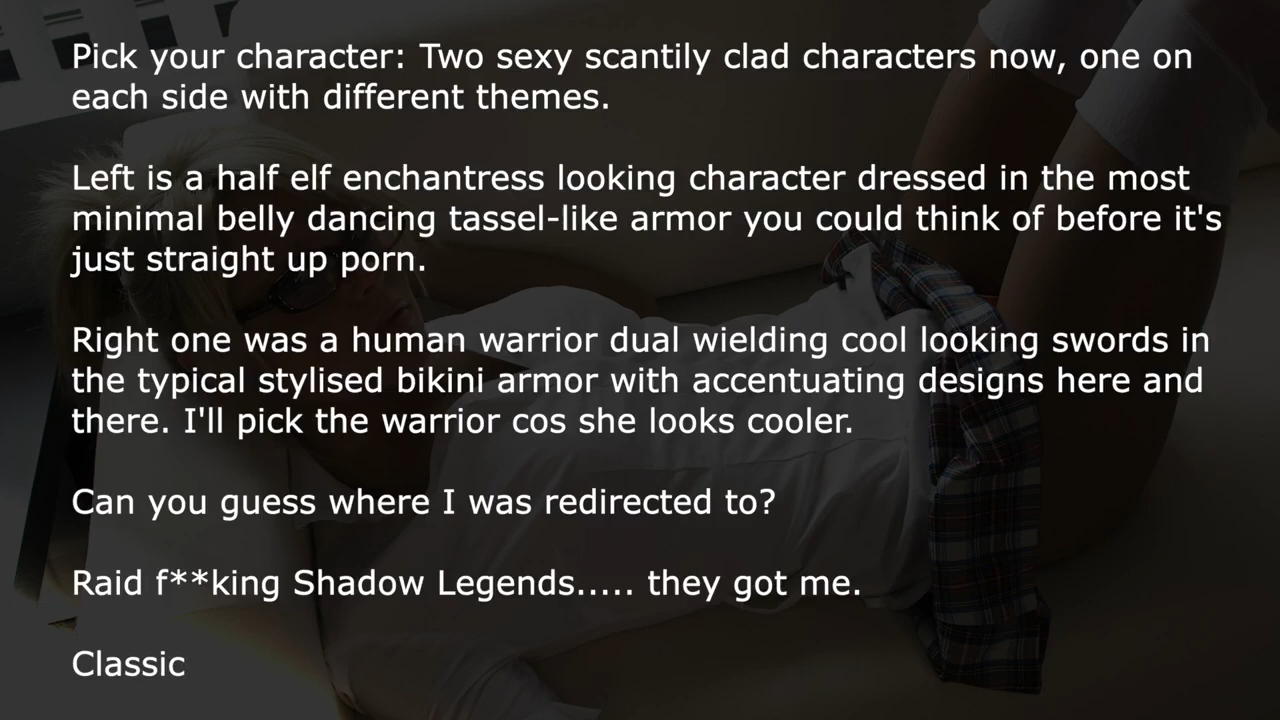 Pick your character: Two sexy scantily clad characters now, one on
each side with different themes.
Left is a half elf enchantress looking character dressed in the most
minimal belly dancing tassel-like armor you could think of before it's
just straight up porn.
Right one was a human warrior dual wielding cool looking swords in
the typical stylised bikini armor with accentuating designs here and
there. I'll pick the warrior cos she looks cooler.
Can you guess where I was redirected to?
Raid f**king Shadow Legends..... they got me.
Classic